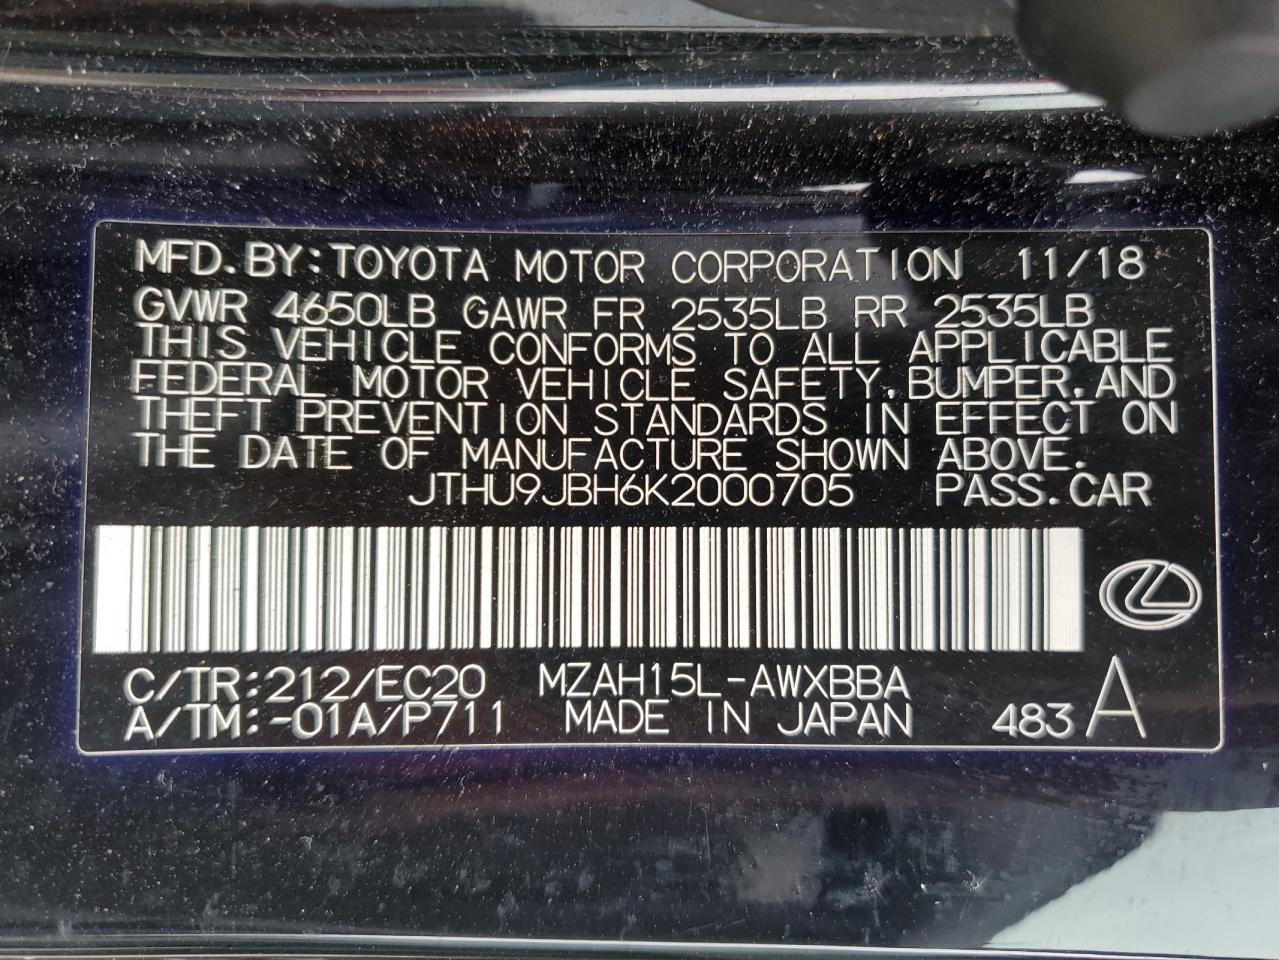 MFD.BY:TOYOTA MOTOR CORPORATION 11/18
GVWR 4650LB GAWR FR 2535LB RR 2535LB
THIS VEHICLE CONFORMS TO ALL APPLICABLE
FEDERAL MOTOR VEHICLE SAFETY,BUMPER,AND
THEFT PREVENTION STANDARDS IN EFFECT ON
THE DATE OF MANUFACTURE SHOWN ABOVE.
JTHU9JBH6K2000705 PASS.CAR
C/TR:212/EC20 MZAH15L-AWXBBA
A/TM:-01A/P711 MADE IN JAPAN 483 A